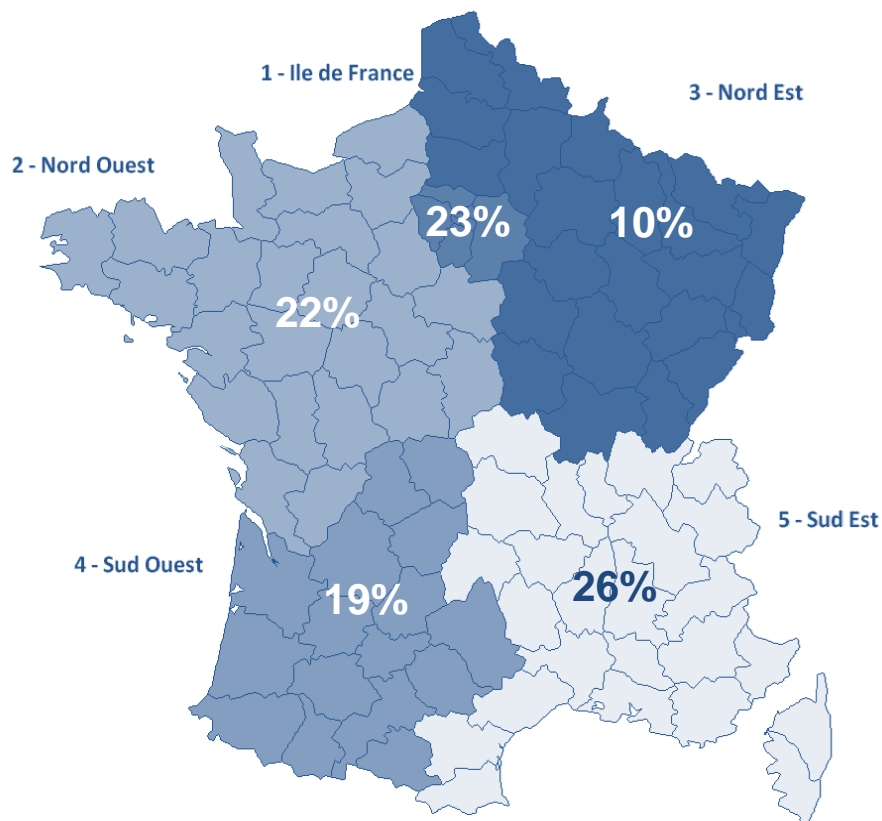 1 - Ile de France
3 - Nord Est
2 - Nord Ouest
23%
10%
22%
5 - Sud Est
4 - Sud Ouest
26%
19%